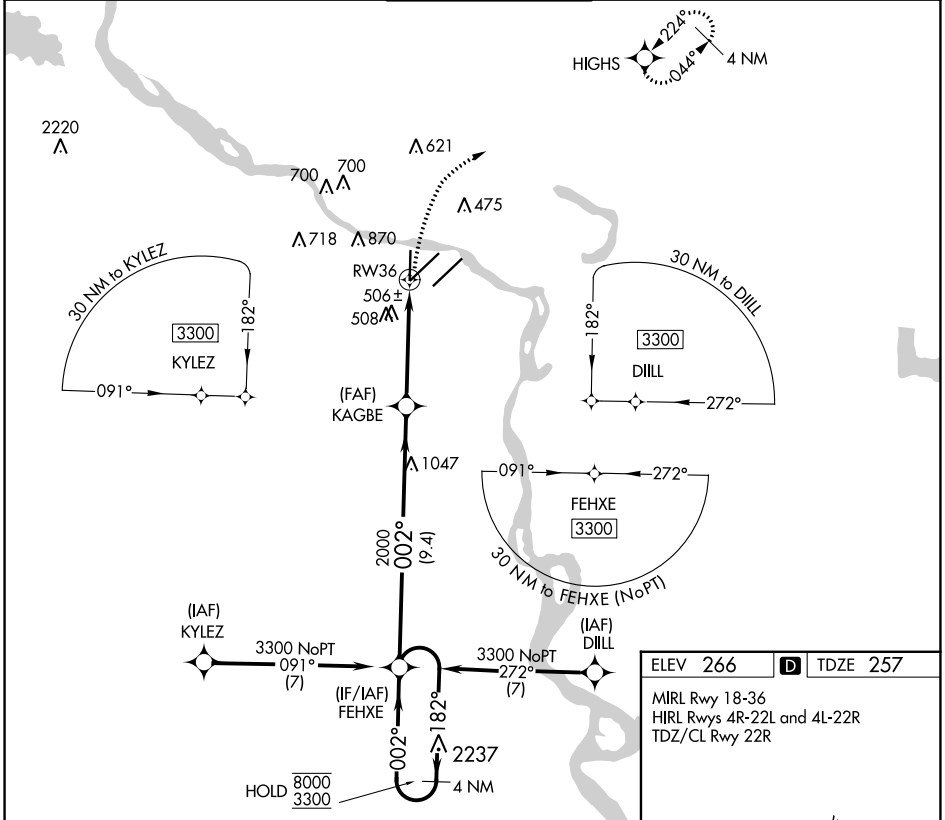 HIGHS
224°
044°
4 NM
2220
621
700
700
475
718
870
RW36
506±
508
30 NM to KYLEZ
182°
3300
KYLEZ
091°
30 NM to DIILL
182°
3300
DIILL
272°
(FAF)
KAGBE
1047
091°
272°
FEHXE
3300
30 NM to FEHXE (NoPT)
2000
002°
(9.4)
(IAF)
KYLEZ
3300 NoPT
091°
(7)
(IF/IAF)
FEHXE
3300 NoPT
272°
(7)
(IAF)
DIILL
002°
182°
2237
4 NM
HOLD 8000
3300
ELEV 266 D TDZE 257
MIRL Rwy 18-36
HIRL Rwys 4R-22L and 4L-22R
TDZ/CL Rwy 22R